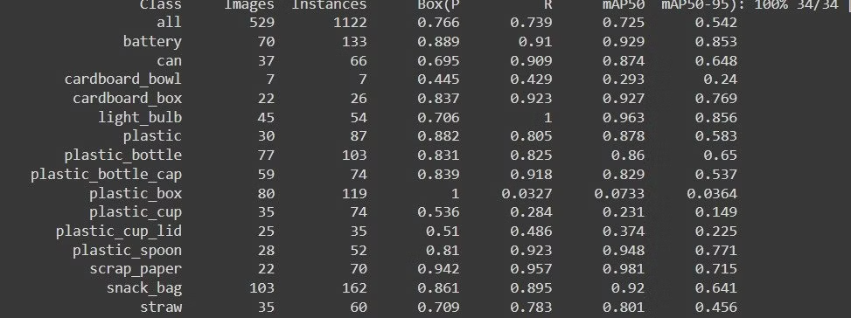 Class Images Instances Box(P R mAP50 mAP50-95): 100% 34/34
all 529 1122 0.766 0.739 0.725 0.542
battery 70 133 0.889 0.91 0.929 0.853
can 37 66 0.695 0.909 0.874 0.648
cardboard_bowl 7 7 0.445 0.429 0.293 0.24
cardboard_box 22 26 0.837 0.923 0.927 0.769
light_bulb 45 54 0.706 1 0.963 0.856
plastic 30 87 0.882 0.805 0.878 0.583
plastic_bottle 77 103 0.831 0.825 0.86 0.65
plastic_bottle_cap 59 74 0.839 0.918 0.829 0.537
plastic_box 80 119 1 0.0327 0.0733 0.0364
plastic_cup 35 74 0.536 0.284 0.231 0.149
plastic_cup_lid 25 35 0.51 0.486 0.374 0.225
plastic_spoon 28 52 0.81 0.923 0.948 0.771
scrap_paper 22 70 0.942 0.957 0.981 0.715
snack_bag 103 162 0.861 0.895 0.92 0.641
straw 35 60 0.709 0.783 0.801 0.456